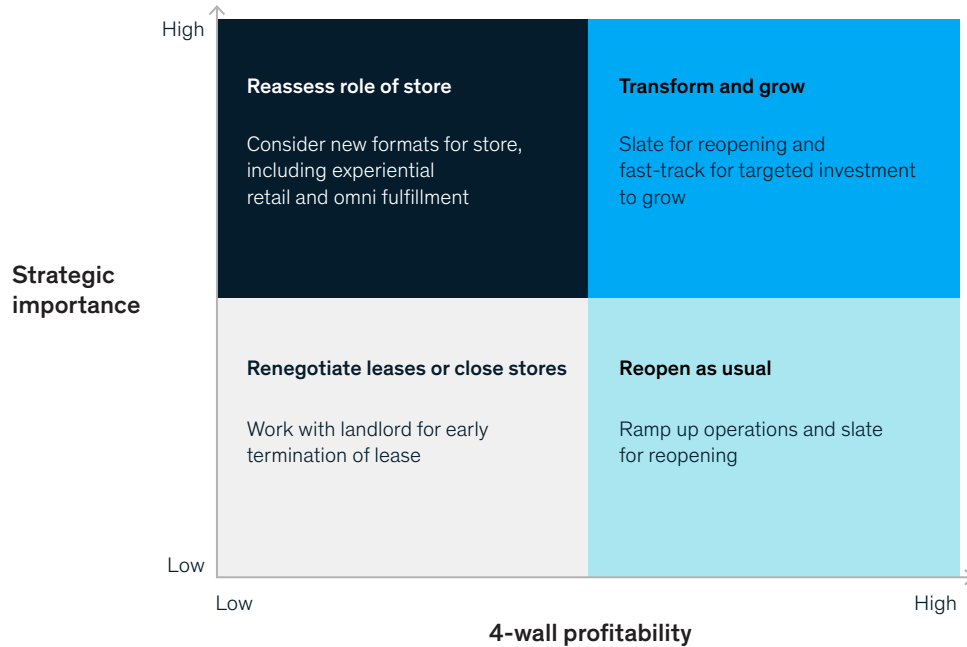 High
Reassess role of store
Consider new formats for store,
including experiential
retail and omni fulfillment
Transform and grow
Slate for reopening and
fast-track for targeted investment
to grow
Strategic
importance
Renegotiate leases or close stores
Work with landlord for early
termination of lease
Reopen as usual
Ramp up operations and slate
for reopening
Low
Low
High
4-wall profitability